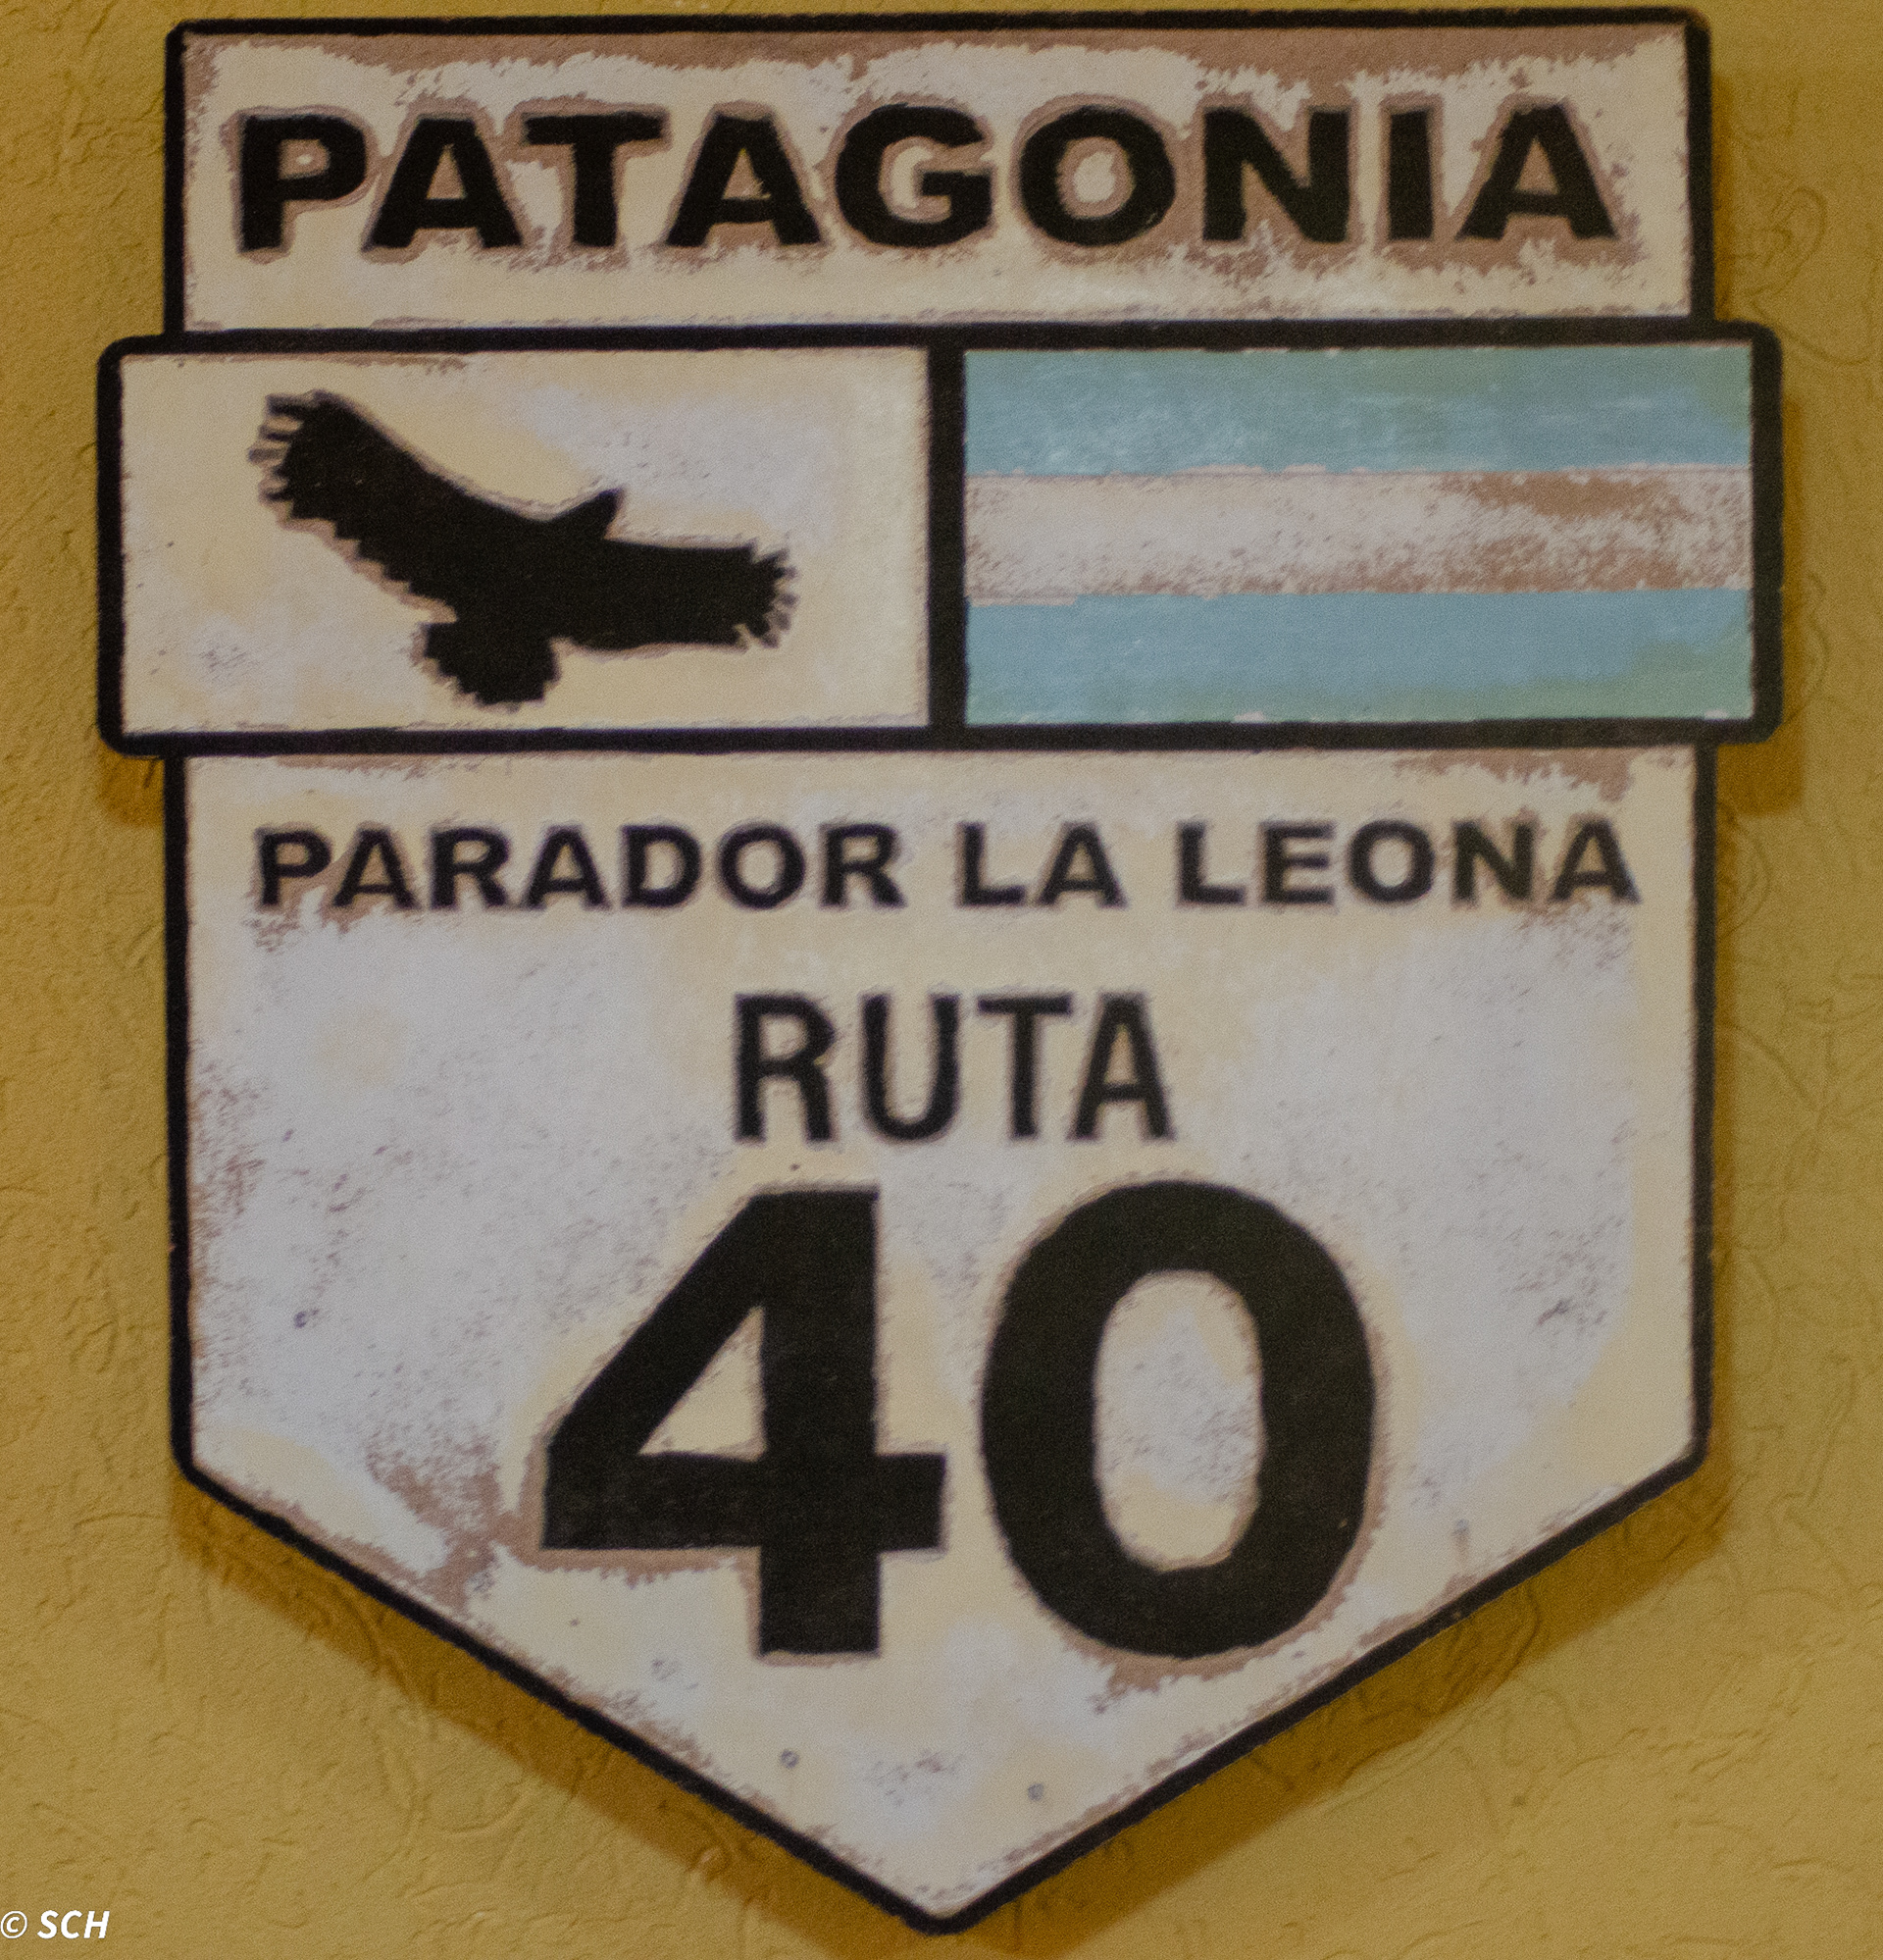 PATAGONIA
PARADOR LA LEONA
RUTA
40
© SCH